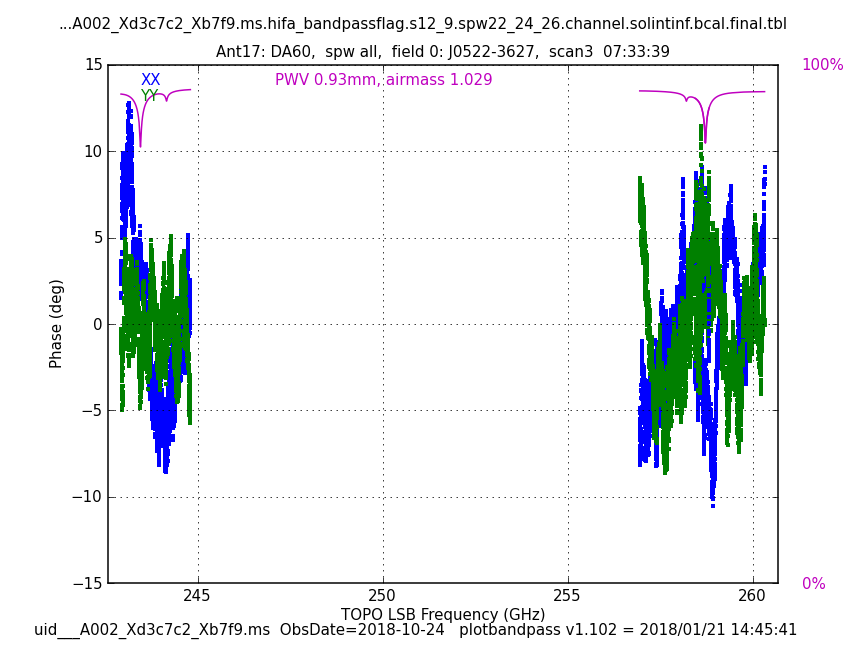 ...A002_Xd3c7c2_Xb7f9.ms.hifa_bandpassflag.s12_9.spw22_24_26.channel.solintinf.bcal.final.tbl
Ant17: DA60,  spw all,  field 0: J0522-3627,  scan3  07:33:39
15
100%
XX
PWV 0.93mm, airmass 1.029
YY
10
5
0
Phase (deg)
−5
−10
−15
0%
245
250
255
260
TOPO LSB Frequency (GHz)
uid___A002_Xd3c7c2_Xb7f9.ms  ObsDate=2018-10-24   plotbandpass v1.102 = 2018/01/21 14:45:41